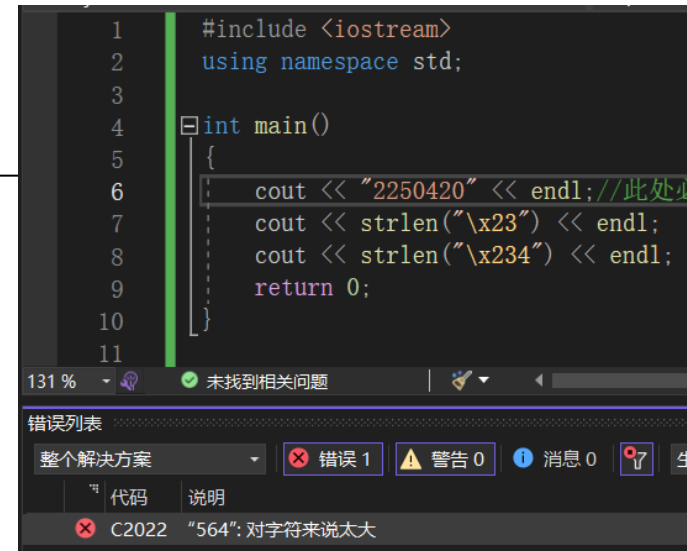 1 #include <iostream>
2 using namespace std;
3
4 int main()
5 {
6 cout << "2250420" << endl;//此处必
7 cout << strlen("\x23") << endl;
8 cout << strlen("\x234") << endl;
9 return 0;
10 }
11
131 % 未找到相关问题
错误列表
整个解决方案 错误 1 警告 0 消息 0
代码 说明
C2022 “564”: 对字符来说太大